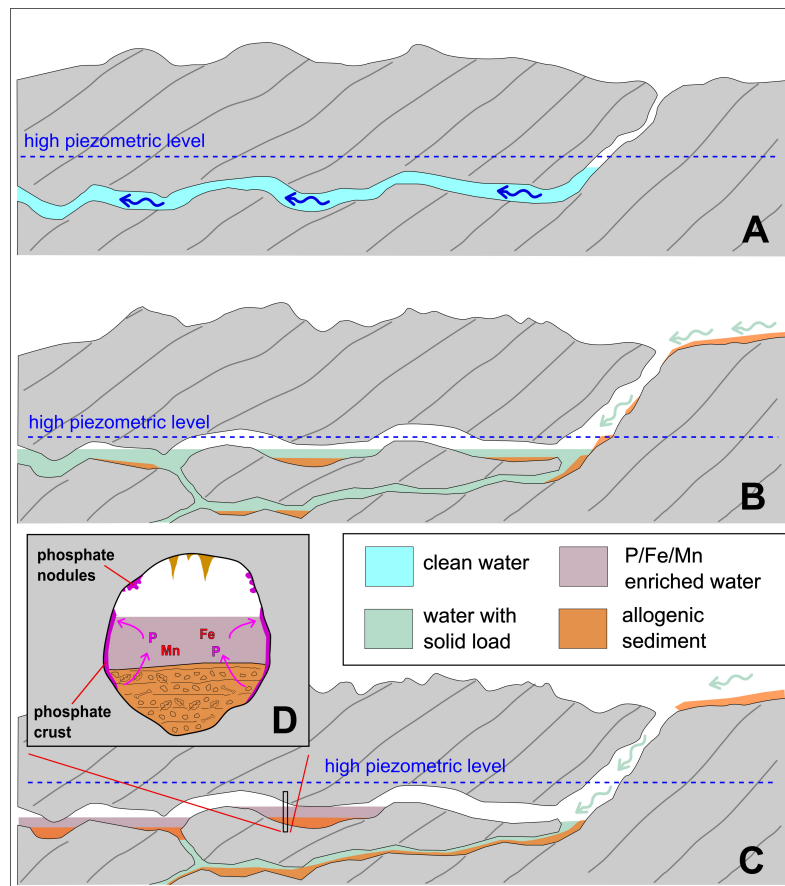 high piezometric level
A
high piezometric level
B
phosphate
nodules
P
Fe
Mn
P
phosphate
crust
D
clean water
P/Fe/Mn
enriched water
water with
solid load
allogenic
sediment
high piezometric level
C